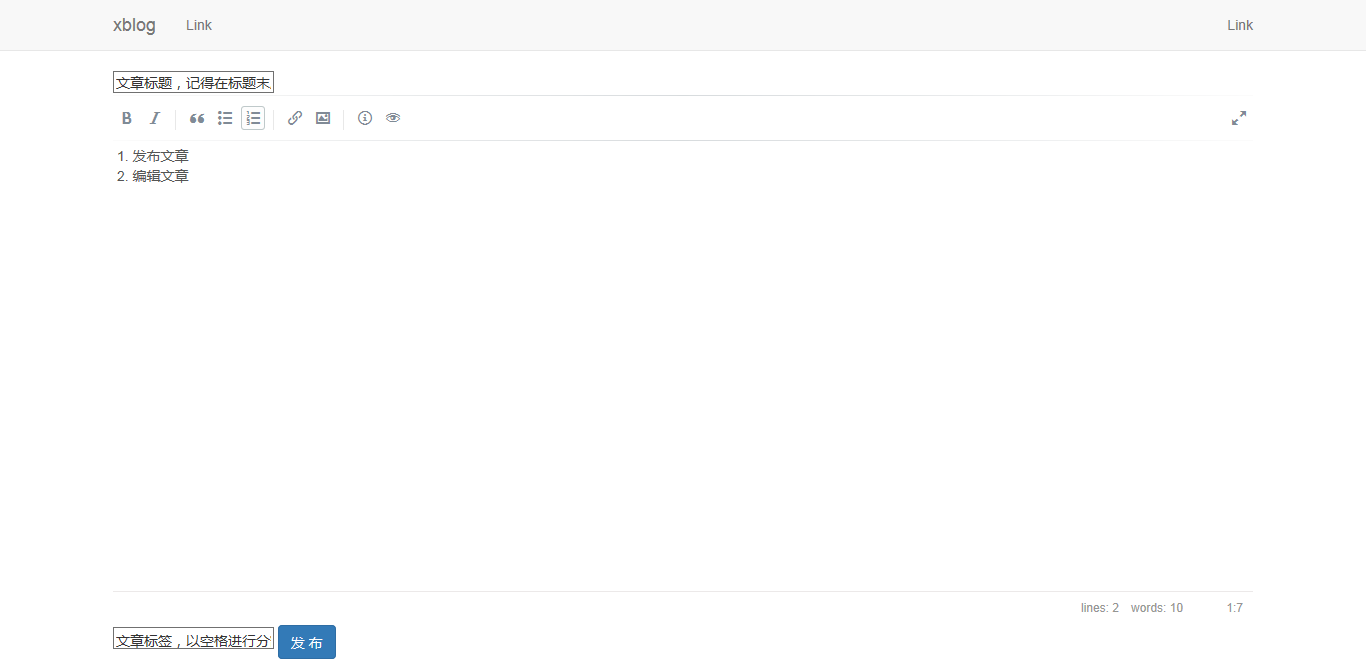 xblog Link Link
文章标题，记得在标题末
1. 发布文章
2. 编辑文章
lines: 2 words: 10 1:7
文章标签，以空格进行分 发 布